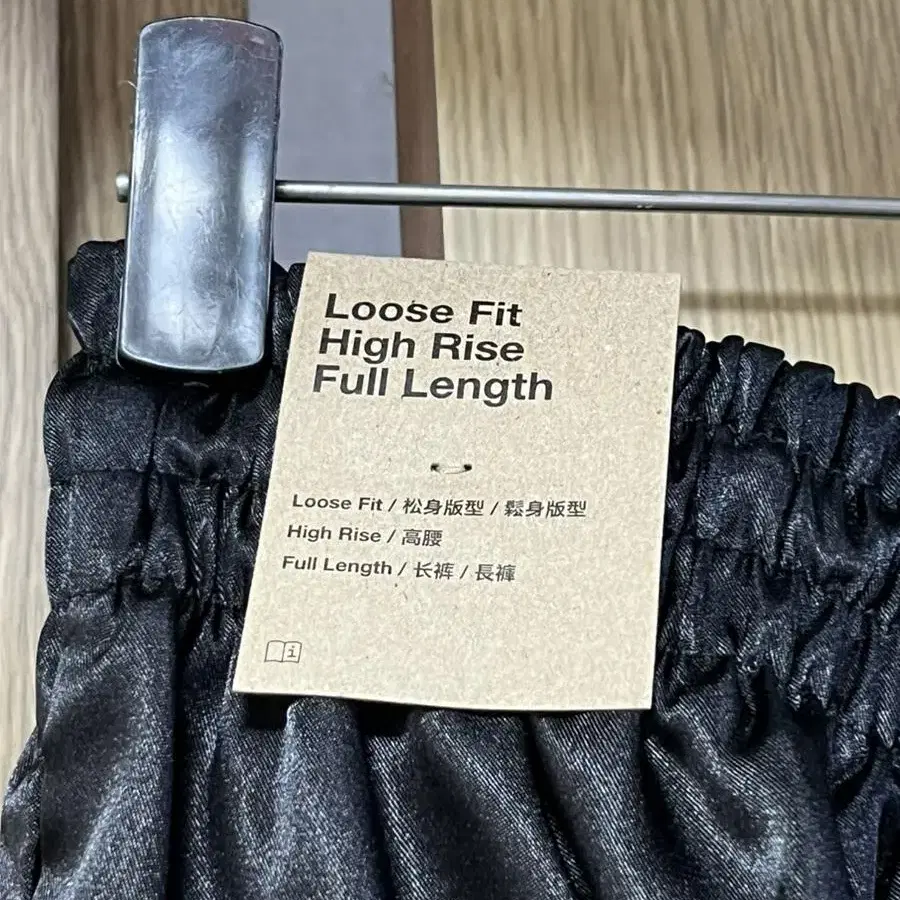 Loose Fit
High Rise
Full Length
Loose Fit / 松身版型 / 鬆身版型
High Rise / 高腰
Full Length / 长裤 / 長褲
i